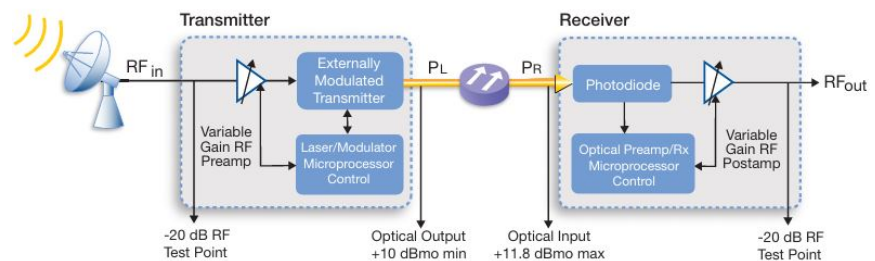 Transmitter
Receiver
RF in
Externally
Modulated
Transmitter
PL
PR
Photodiode
RFout
Variable
Gain RF
Preamp
Laser/Modulator
Microprocessor
Control
Optical Preamp/Rx
Microprocessor
Control
Variable
Gain RF
Postamp
-20 dB RF
Test Point
Optical Output
+10 dBmo min
Optical Input
+11.8 dBmo max
-20 dB RF
Test Point